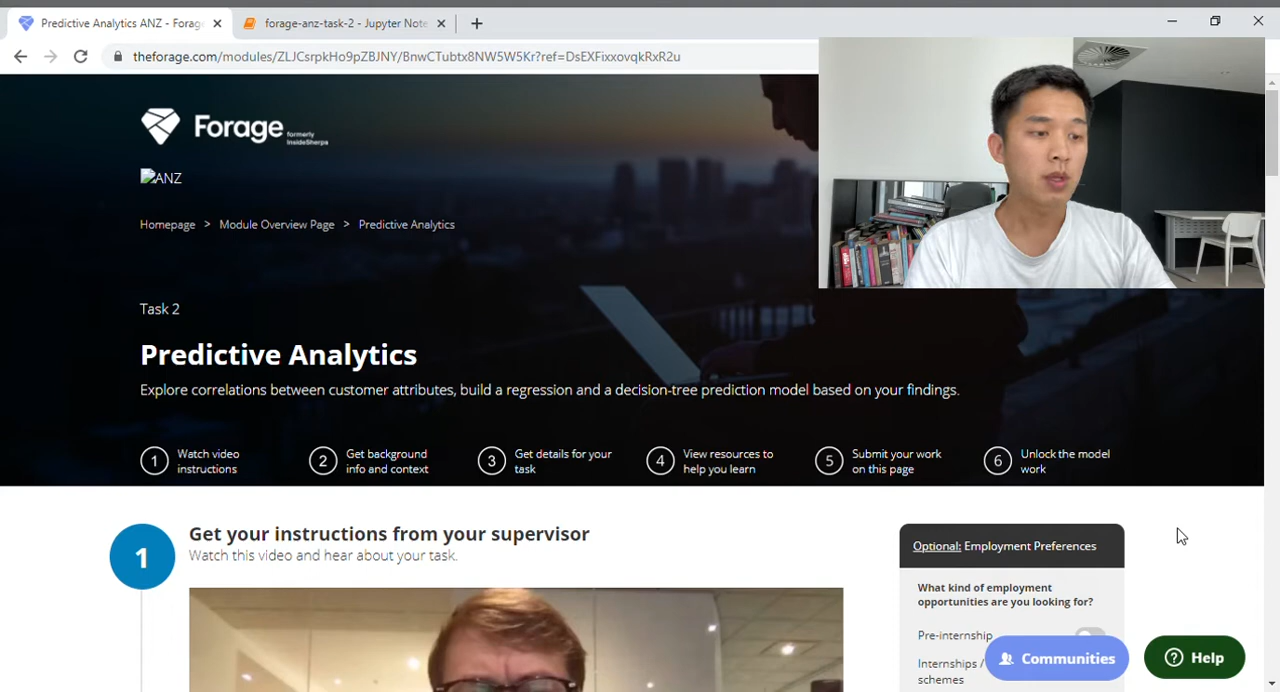 Predictive Analytics ANZ - Forag
forage-anz-task-2 - Jupyter Note
theforage.com/modules/ZLJCsrpkHo9pZBJNY/BnwCTubtx8NW5W5Kr?ref=DsEXFixxovqkRxR2u
Forage
formerly
InsideSherpa
ANZ
Homepage > Module Overview Page > Predictive Analytics
Task 2
Predictive Analytics
Explore correlations between customer attributes, build a regression and a decision-tree prediction model based on your findings.
1 Watch video instructions
2 Get background info and context
3 Get details for your task
4 View resources to help you learn
5 Submit your work on this page
6 Unlock the model work
1
Get your instructions from your supervisor
Watch this video and hear about your task.
Optional: Employment Preferences
What kind of employment
opportunities are you looking for?
Pre-internship
Internships /
schemes
Communities
Help